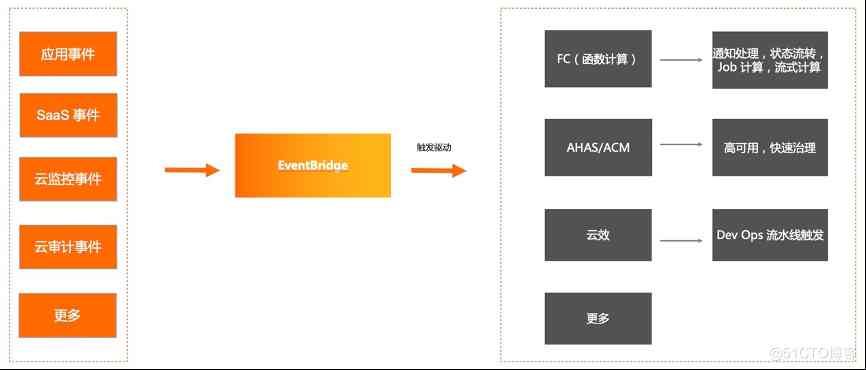 应用事件
SaaS 事件
云监控事件
云审计事件
更多
EventBridge
触发驱动
FC（函数计算）
通知处理，状态流转，
Job 计算，流式计算
AHAS/ACM
高可用，快速治理
云效
Dev Ops 流水线触发
更多
@51CTO博客